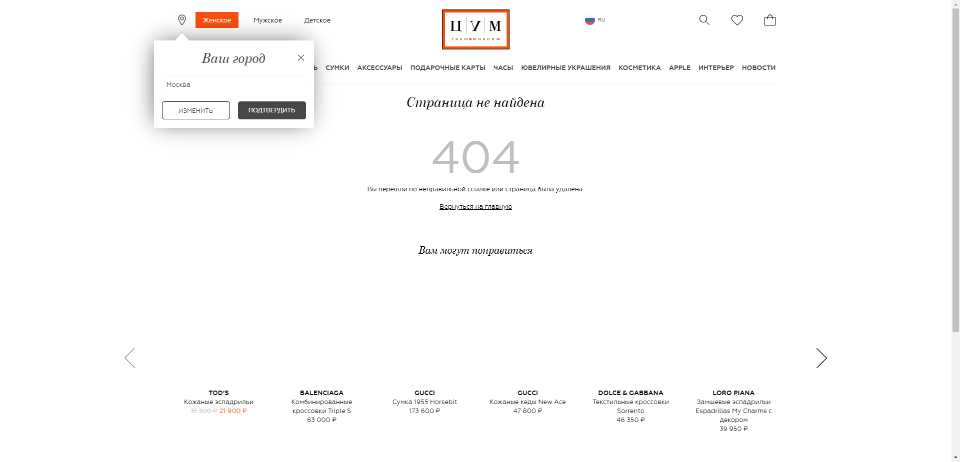 Женское Мужское Детское
ЦУМ
RU
Ваш город
Москва
ИЗМЕНИТЬ ПОДТВЕРДИТЬ
СУМКИ АКСЕССУАРЫ ПОДАРОЧНЫЕ КАРТЫ ЧАСЫ ЮВЕЛИРНЫЕ УКРАШЕНИЯ КОСМЕТИКА APPLE ИНТЕРЬЕР НОВОСТИ
Страница не найдена
404
Вы перешли по неправильной ссылке или страница была удалена
Вернуться на главную
Вам могут понравиться
TOD'S
Кожаные эспадрильи
31 300 ₽ 21 900 ₽
BALENCIAGA
Комбинированные
кроссовки Triple S
63 000 ₽
GUCCI
Сумка 1955 Horsebit
173 600 ₽
GUCCI
Кожаные кеды New Ace
47 800 ₽
DOLCE & GABBANA
Текстильные кроссовки
Sorrento
46 350 ₽
LORO PIANA
Замшевые эспадрильи
Espadrillas My Charms с
декором
39 950 ₽